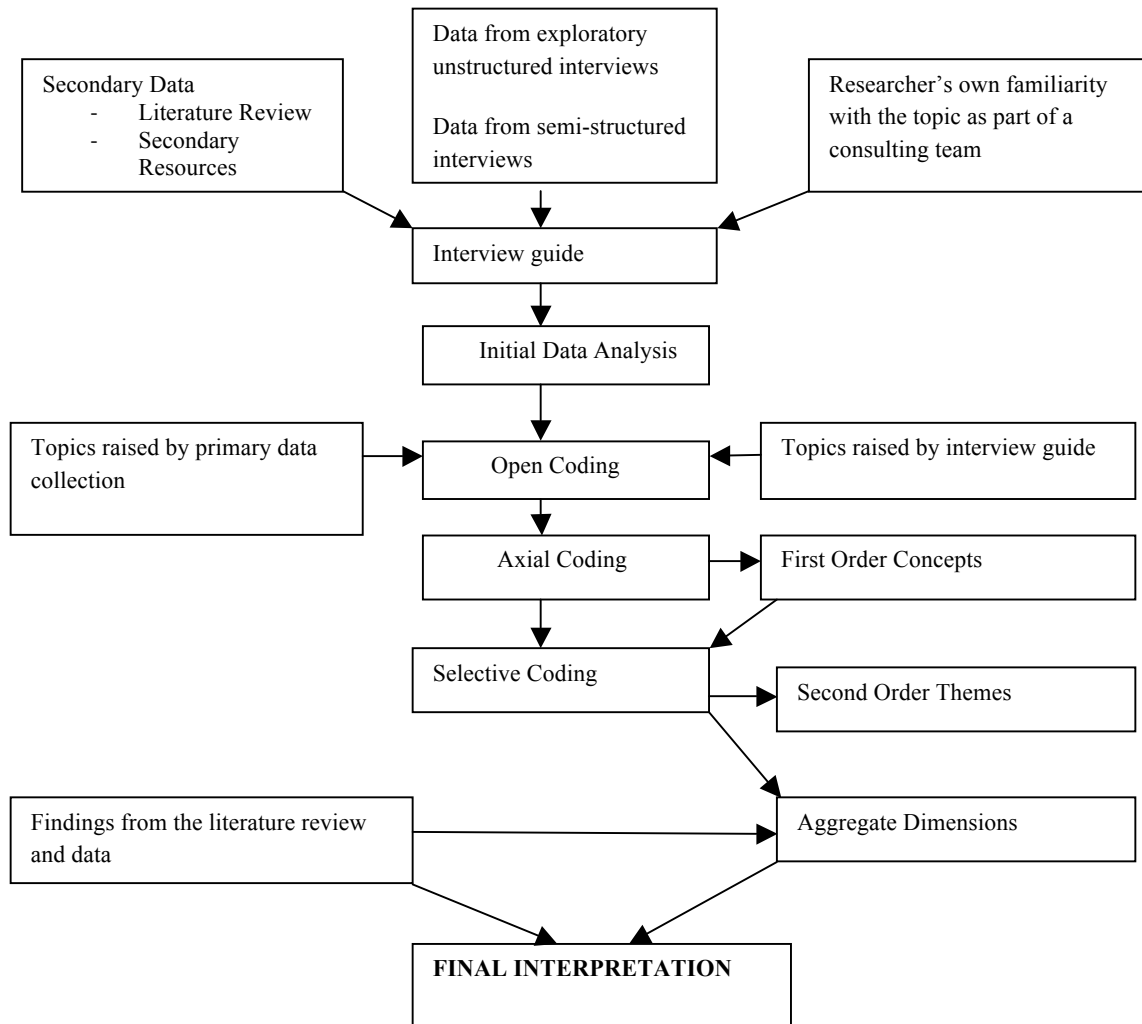 Data from exploratory
unstructured interviews
Data from semi-structured
interviews
Secondary Data
- Literature Review
- Secondary
Resources
Researcher’s own familiarity
with the topic as part of a
consulting team
Interview guide
Initial Data Analysis
Topics raised by primary data
collection
Open Coding
Topics raised by interview guide
Axial Coding
First Order Concepts
Selective Coding
Second Order Themes
Findings from the literature review
and data
Aggregate Dimensions
FINAL INTERPRETATION